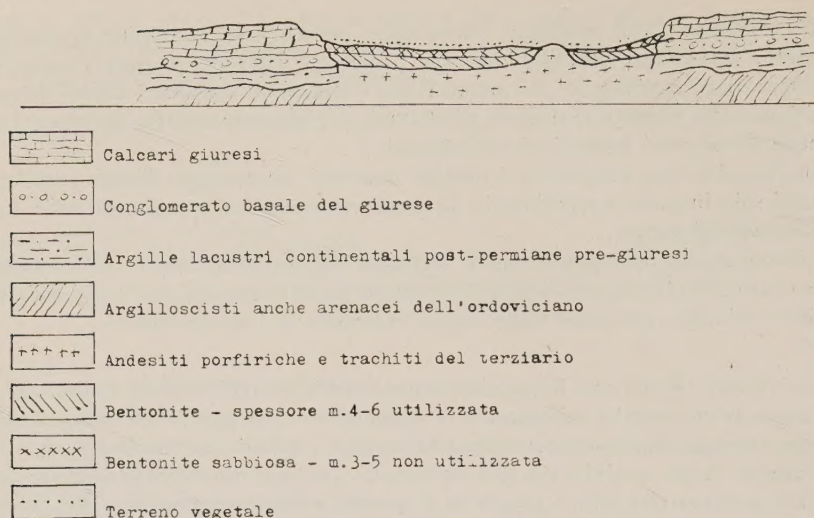 Calcari giuresi
Conglomerato basale del giurese
Argille lacustri continentali post-permiane pre-giuresi
Argilloscisti anche arenacei dell'ordoviciano
Andesiti porfiriche e trachiti del terziario
Bentonite - spessore m.4-6 utilizzata
Bentonite sabbiosa - m.3-5 non utilizzata
Terreno vegetale